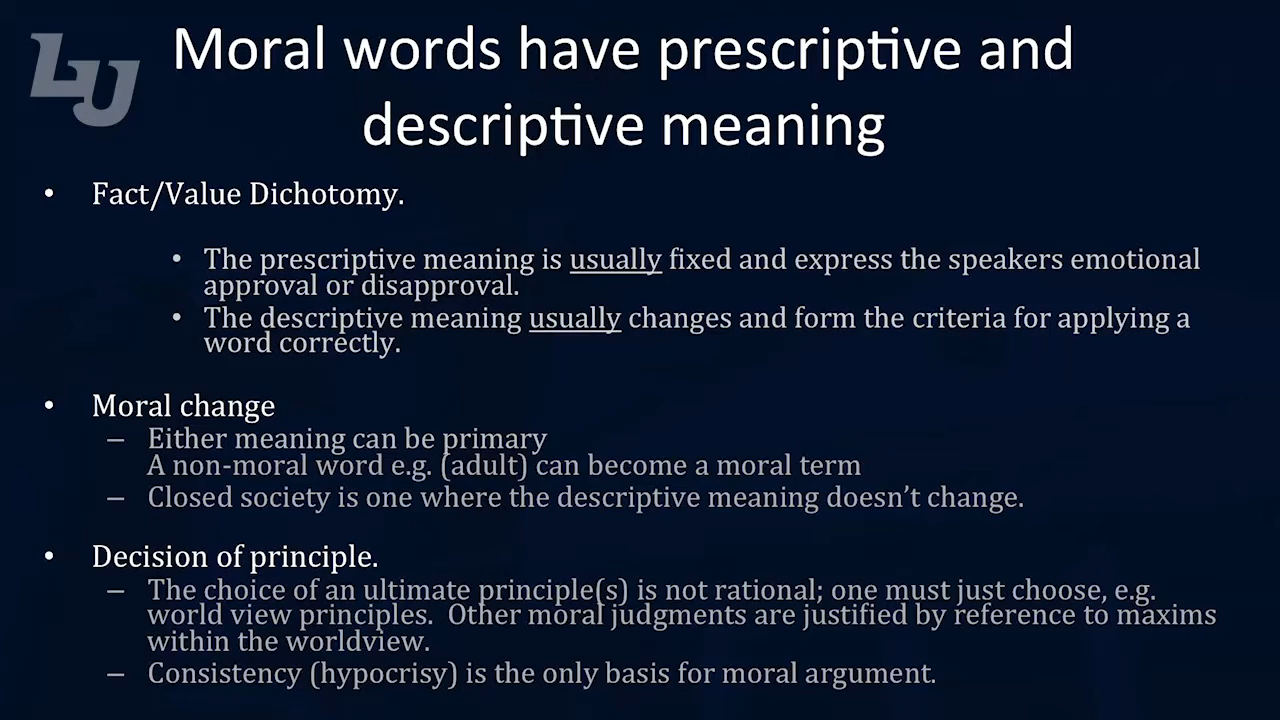 LU
Moral words have prescriptive and
descriptive meaning
• Fact/Value Dichotomy.
• The prescriptive meaning is usually fixed and express the speakers emotional
approval or disapproval.
• The descriptive meaning usually changes and form the criteria for applying a
word correctly.
• Moral change
– Either meaning can be primary
A non-moral word e.g. (adult) can become a moral term
– Closed society is one where the descriptive meaning doesn’t change.
• Decision of principle.
– The choice of an ultimate principle(s) is not rational; one must just choose, e.g.
world view principles.  Other moral judgments are justified by reference to maxims
within the worldview.
– Consistency (hypocrisy) is the only basis for moral argument.